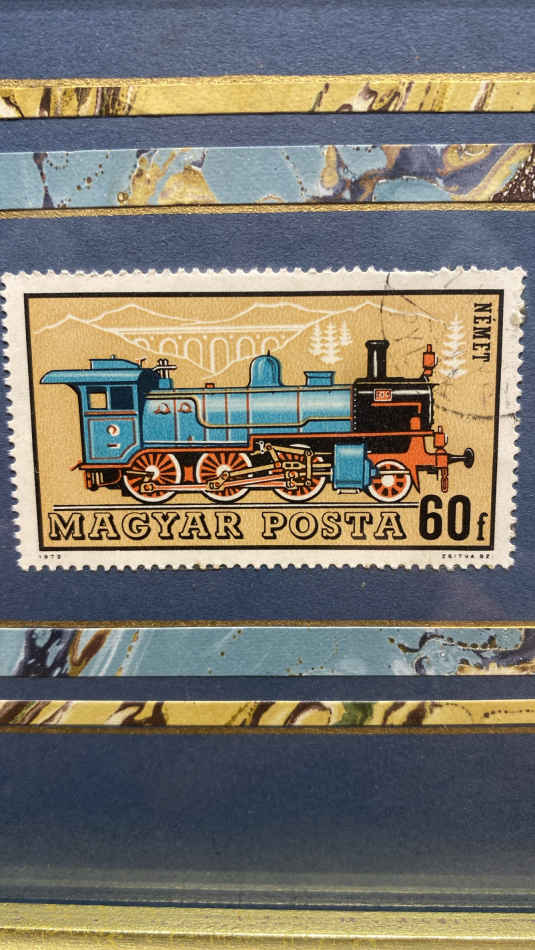 NÉMET
MAGYAR POSTA 60f
1972 ZSITVA SZ.